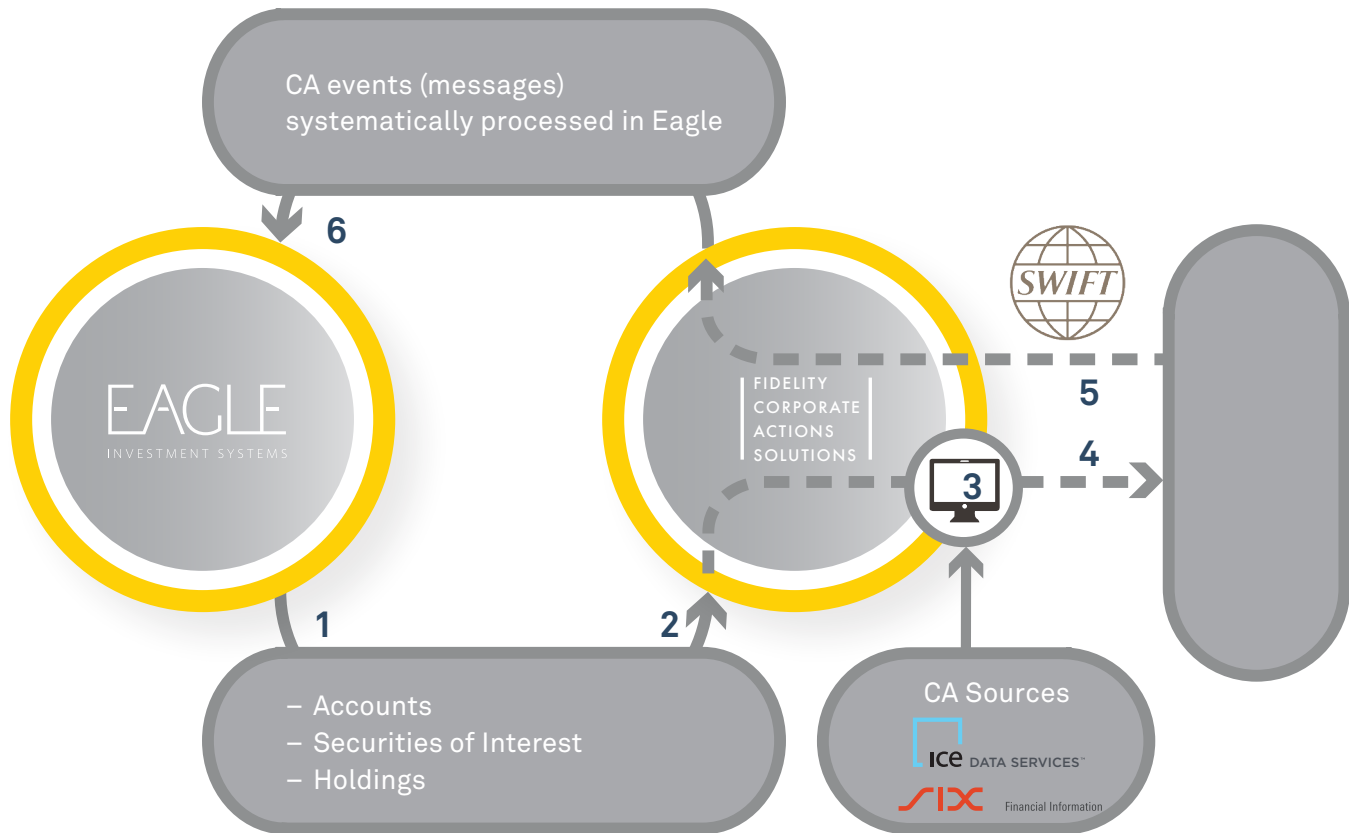 CA events (messages)
systematically processed in Eagle
6
SWIFT
EAGLE
INVESTMENT SYSTEMS
FIDELITY
CORPORATE
ACTIONS
SOLUTIONS
5
4
3
1
2
– Accounts
– Securities of Interest
– Holdings
CA Sources
ICe DATA SERVICES™
SIX Financial Information